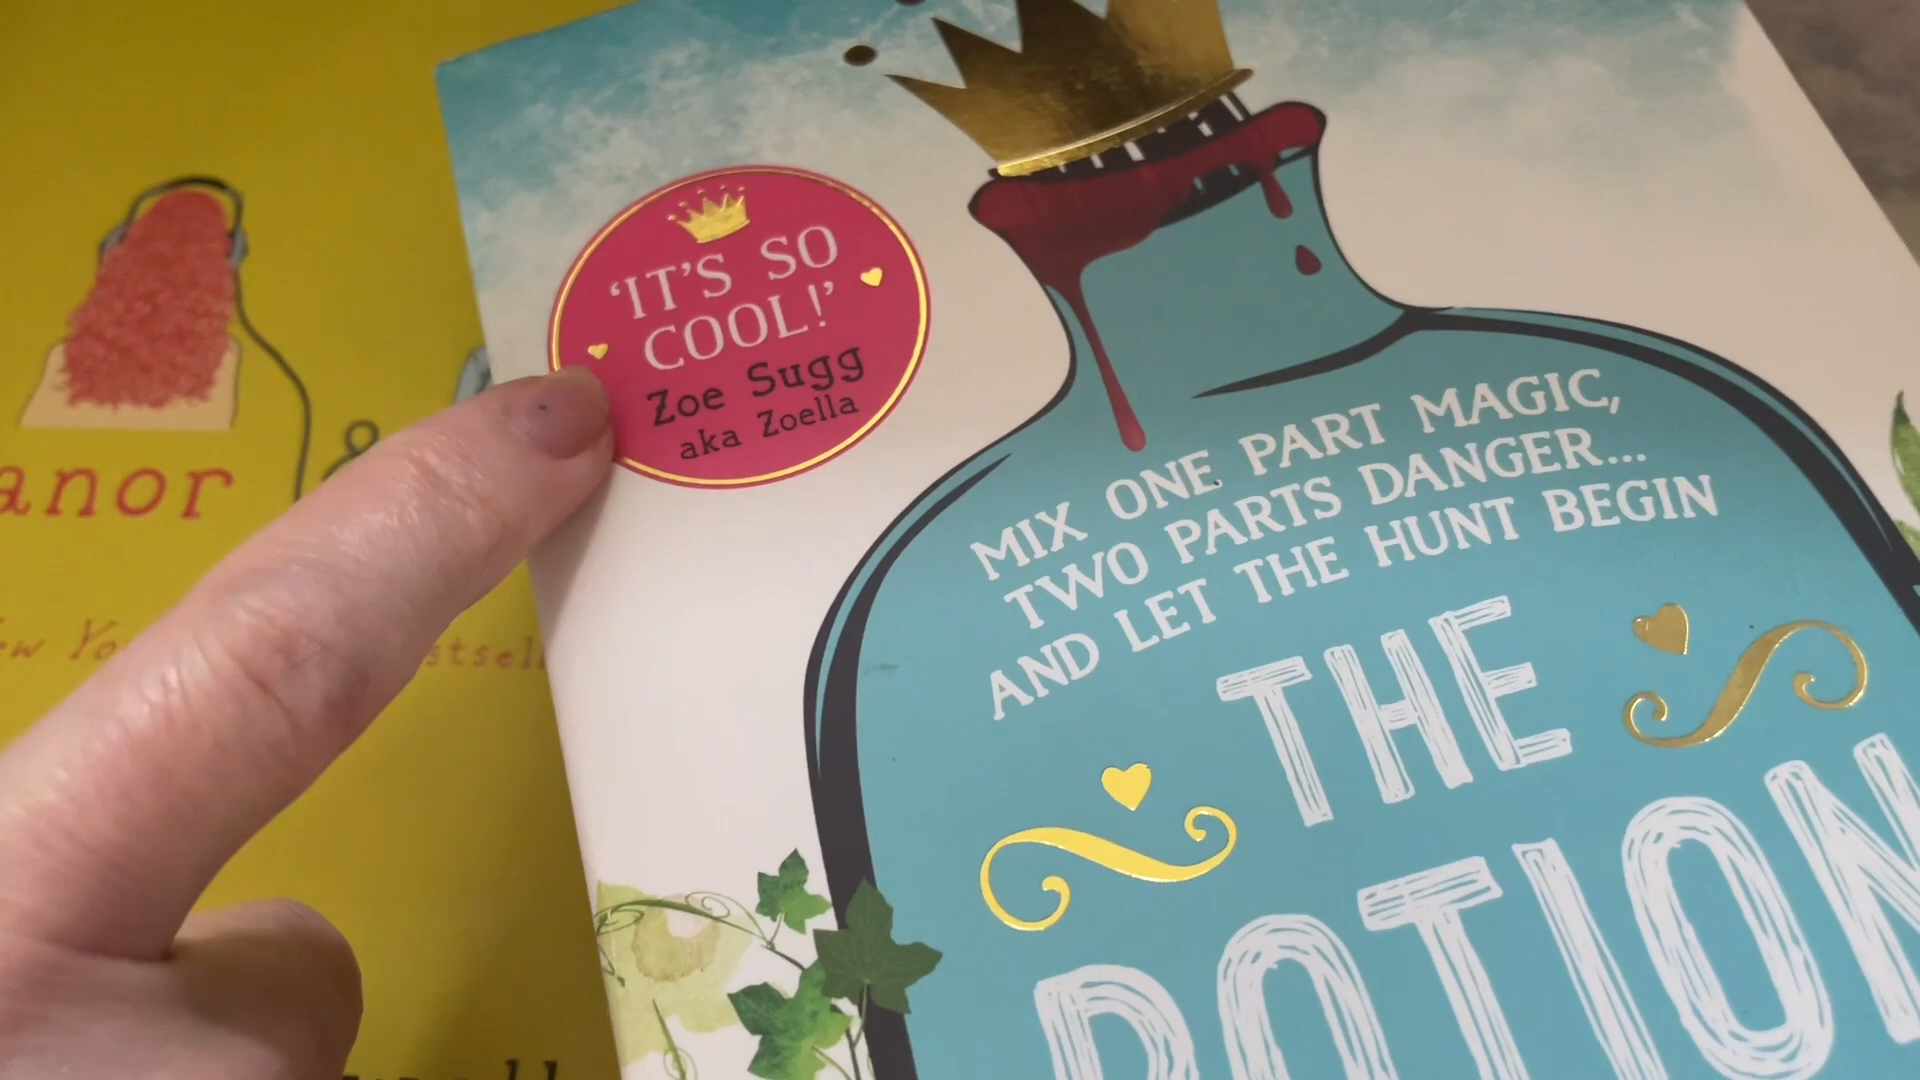 'IT'S SO
COOL!'
Zoe Sugg
aka Zoella
MIX ONE PART MAGIC,
TWO PARTS DANGER...
AND LET THE HUNT BEGIN
THE
POTION
anor